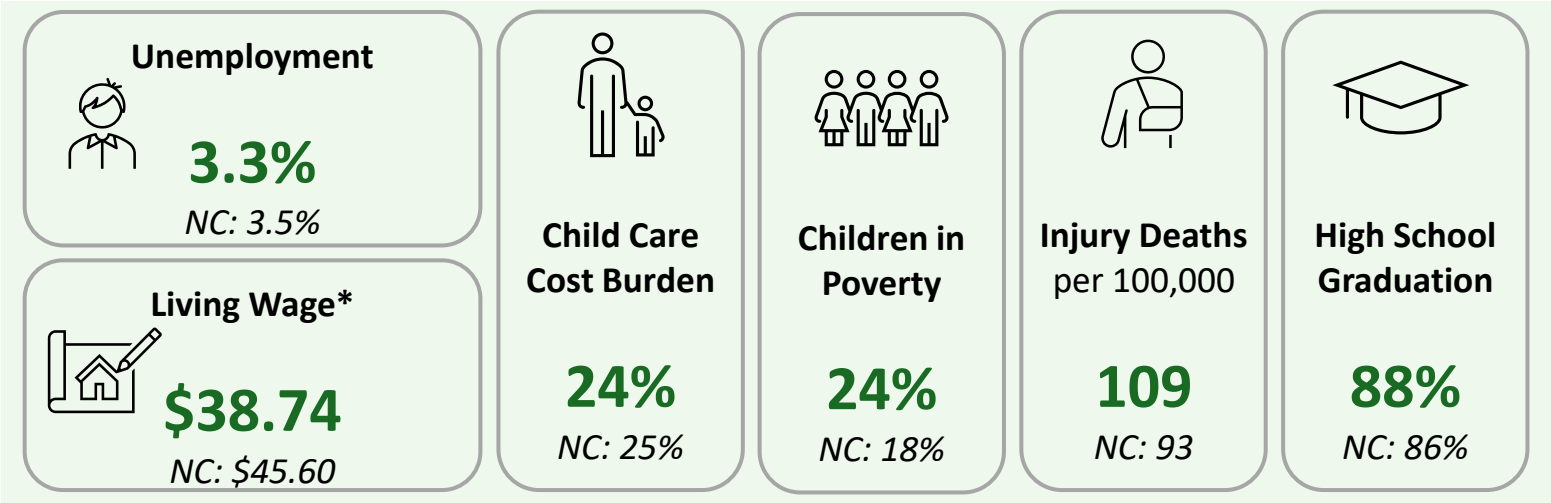 Unemployment
3.3%
NC: 3.5%
Living Wage*
$38.74
NC: $45.60
Child Care
Cost Burden
24%
NC: 25%
Children in
Poverty
24%
NC: 18%
Injury Deaths
per 100,000
109
NC: 93
High School
Graduation
88%
NC: 86%